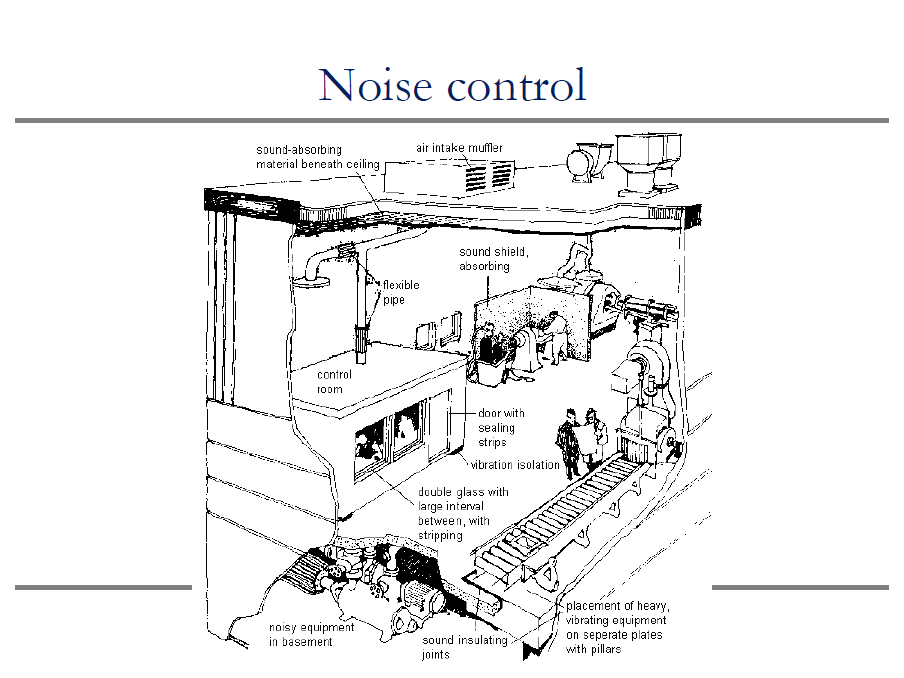 Noise control
sound-absorbing
material beneath ceiling
air intake muffler
sound shield,
absorbing
flexible
pipe
control
room
door with
sealing
strips
vibration isolation
double glass with
large interval
between, with
stripping
placement of heavy,
vibrating equipment
on seperate plates
with pillars
noisy equipment
in basement
sound insulating
joints